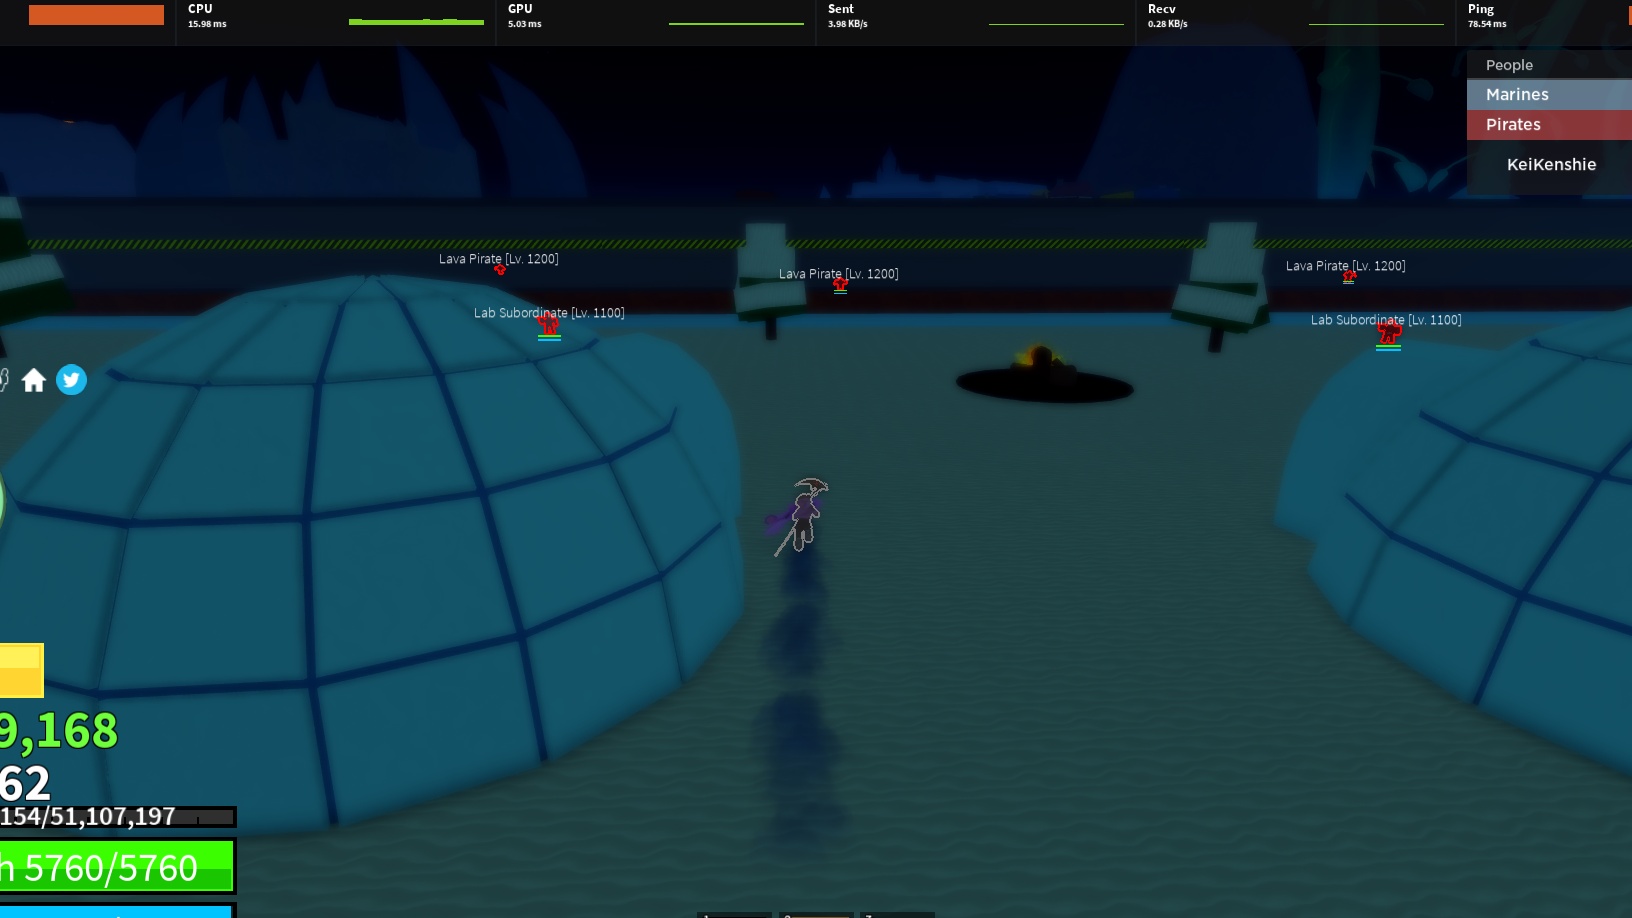 CPU
15.98 ms
GPU
5.03 ms
Sent
3.98 KB/s
Recv
0.28 KB/s
Ping
78.54 ms
People
Marines
Pirates
KeiKenshie
Lava Pirate [Lv. 1200]
Lava Pirate [Lv. 1200]
Lava Pirate [Lv. 1200]
Lab Subordinate [Lv. 1100]
Lab Subordinate [Lv. 1100]
9,168
62
154/51,107,197
h 5760/5760